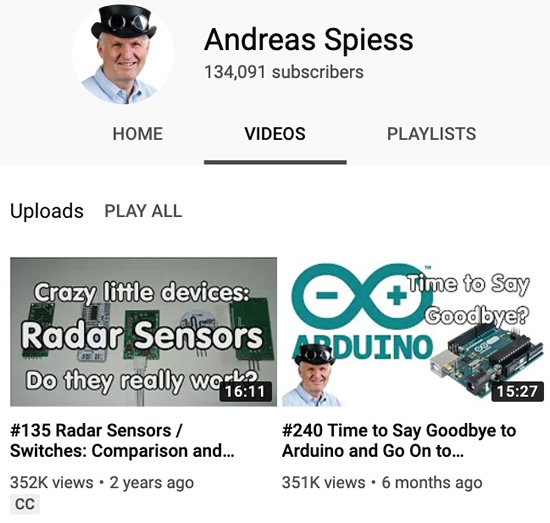 Andreas Spiess
134,091 subscribers
HOME VIDEOS PLAYLISTS
Uploads PLAY ALL
Crazy little devices:
Radar Sensors
Do they really work?
16:11
™
Time to Say
Goodbye?
ARDUINO
15:27
#135 Radar Sensors /
Switches: Comparison and...
352K views • 2 years ago
CC
#240 Time to Say Goodbye to
Arduino and Go On to...
351K views • 6 months ago